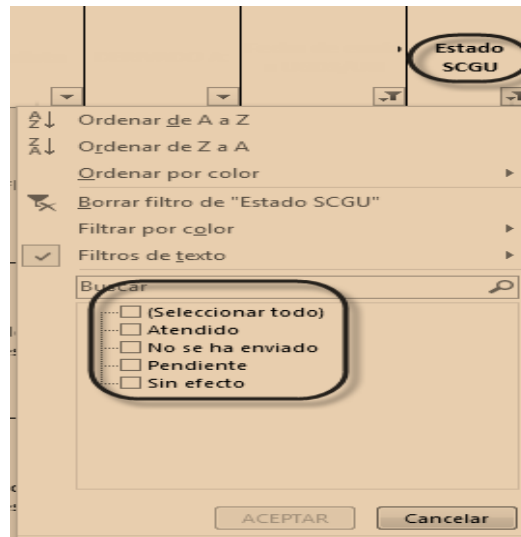 Estado
SCGU
Ordenar de A a Z
Ordenar de Z a A
Ordenar por color
Borrar filtro de "Estado SCGU"
Filtrar por color
Filtros de texto
Buscar
(Seleccionar todo)
Atendido
No se ha enviado
Pendiente
Sin efecto
ACEPTAR
Cancelar